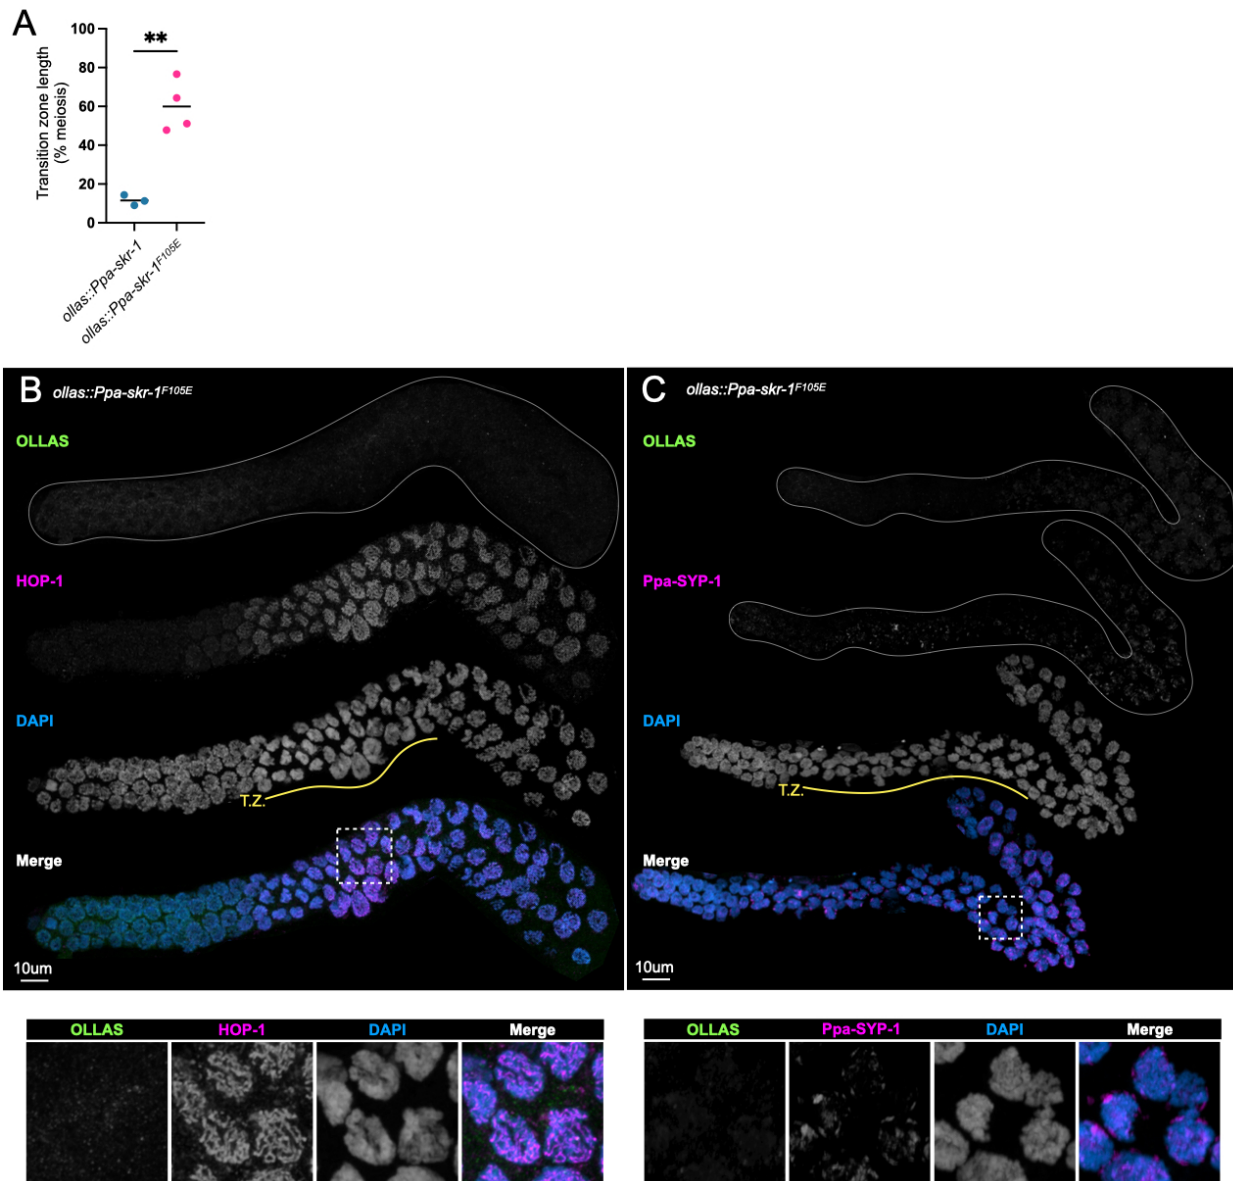 A
**
100
80
60
40
20
0
Transition zone length
(% meiosis)
ollas::Ppa-skr-1
ollas::Ppa-skr-1F105E
B ollas::Ppa-skr-1F105E
OLLAS
HOP-1
DAPI
T.Z.
Merge
10um
C ollas::Ppa-skr-1F105E
OLLAS
Ppa-SYP-1
DAPI
T.Z.
Merge
10um
OLLAS HOP-1 DAPI Merge
OLLAS Ppa-SYP-1 DAPI Merge